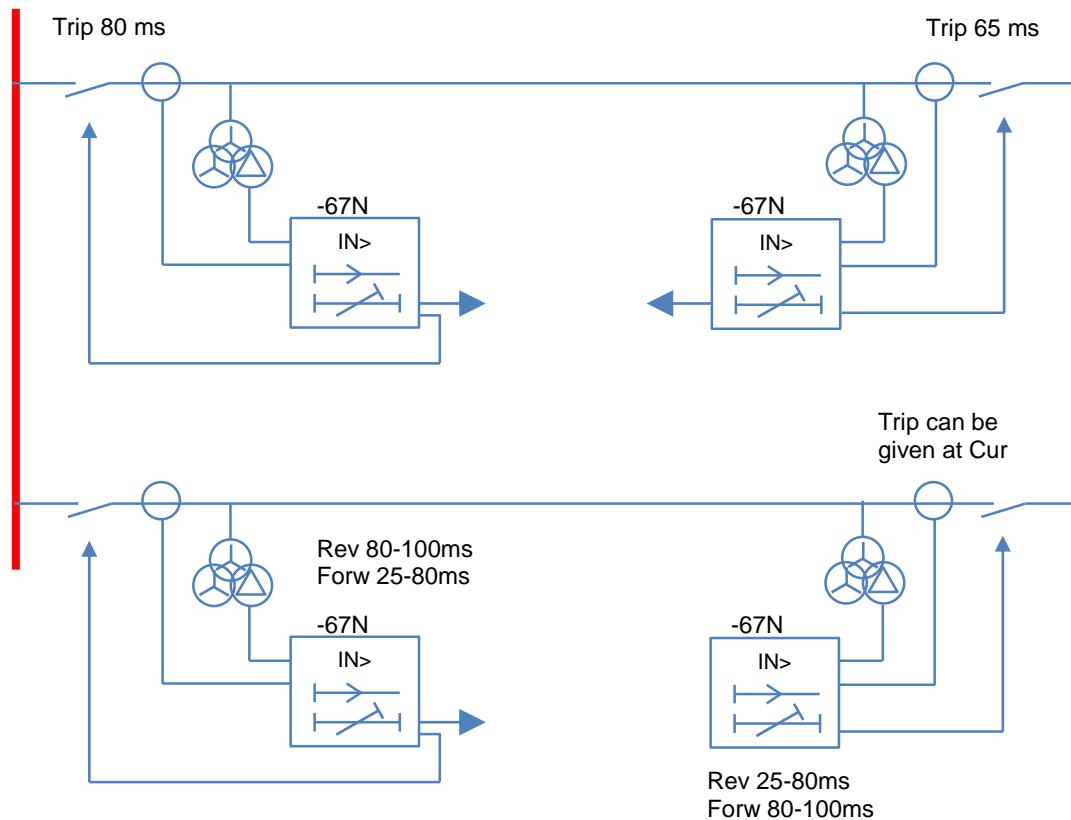 Trip 80 ms
Trip 65 ms
-67N
IN>
-67N
IN>
Trip can be
given at Cur
Rev 80-100ms
Forw 25-80ms
-67N
IN>
-67N
IN>
Rev 25-80ms
Forw 80-100ms